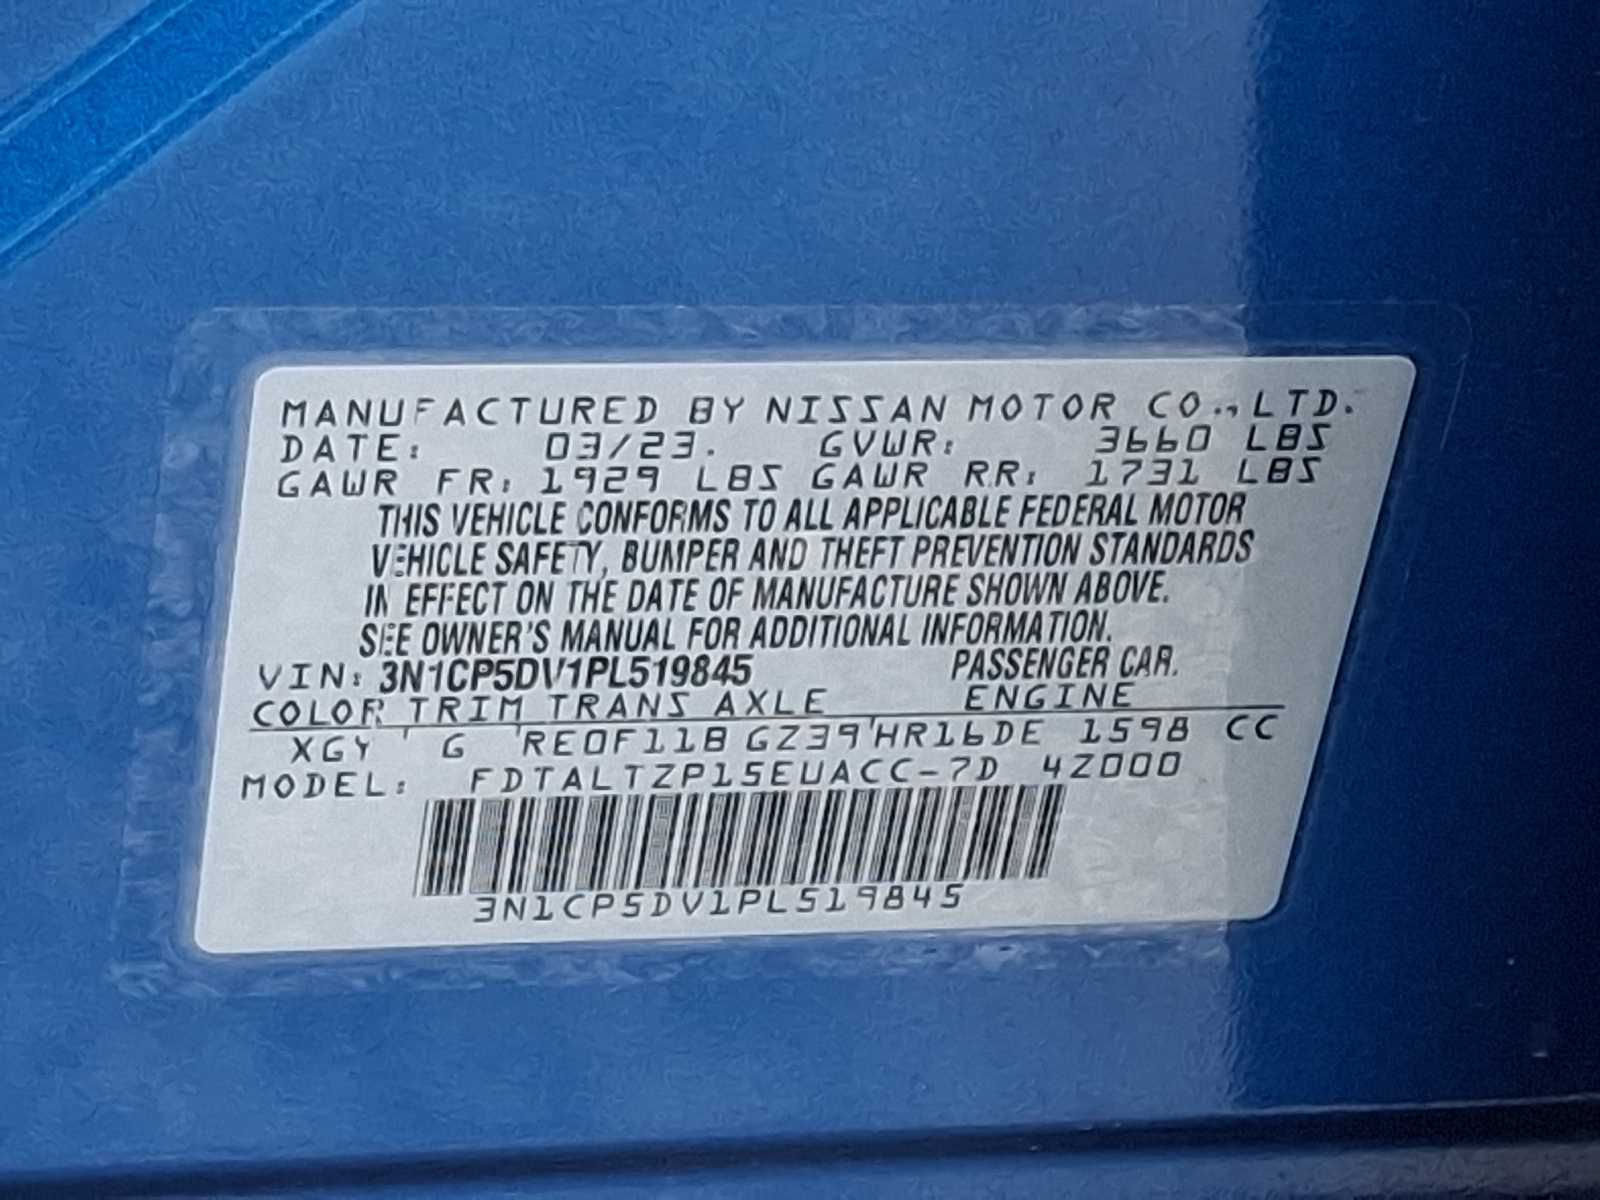 MANUFACTURED BY NISSAN MOTOR CO., LTD.
DATE: 03/23. GVWR: 3660 LBS
GAWR FR: 1929 LBS GAWR RR: 1731 LBS
THIS VEHICLE CONFORMS TO ALL APPLICABLE FEDERAL MOTOR
VEHICLE SAFETY, BUMPER AND THEFT PREVENTION STANDARDS
IN EFFECT ON THE DATE OF MANUFACTURE SHOWN ABOVE.
SEE OWNER'S MANUAL FOR ADDITIONAL INFORMATION.
VIN: 3N1CP5DV1PL519845 PASSENGER CAR.
COLOR TRIM TRANS AXLE ENGINE
XGY G RE0F11B GZ39 HR16DE 1598 CC
MODEL: FDTALTZP15EUACC-7D 4Z000
3N1CP5DV1PL519845